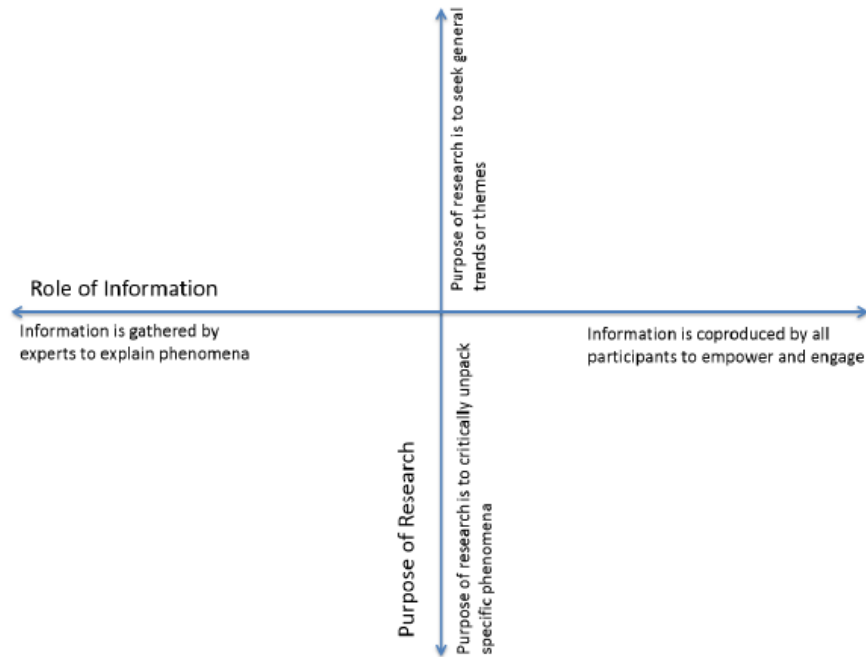 Purpose of research is to seek general
trends or themes
Role of Information
Information is gathered by
experts to explain phenomena
Information is coproduced by all
participants to empower and engage
Purpose of Research
Purpose of research is to critically unpack
specific phenomena